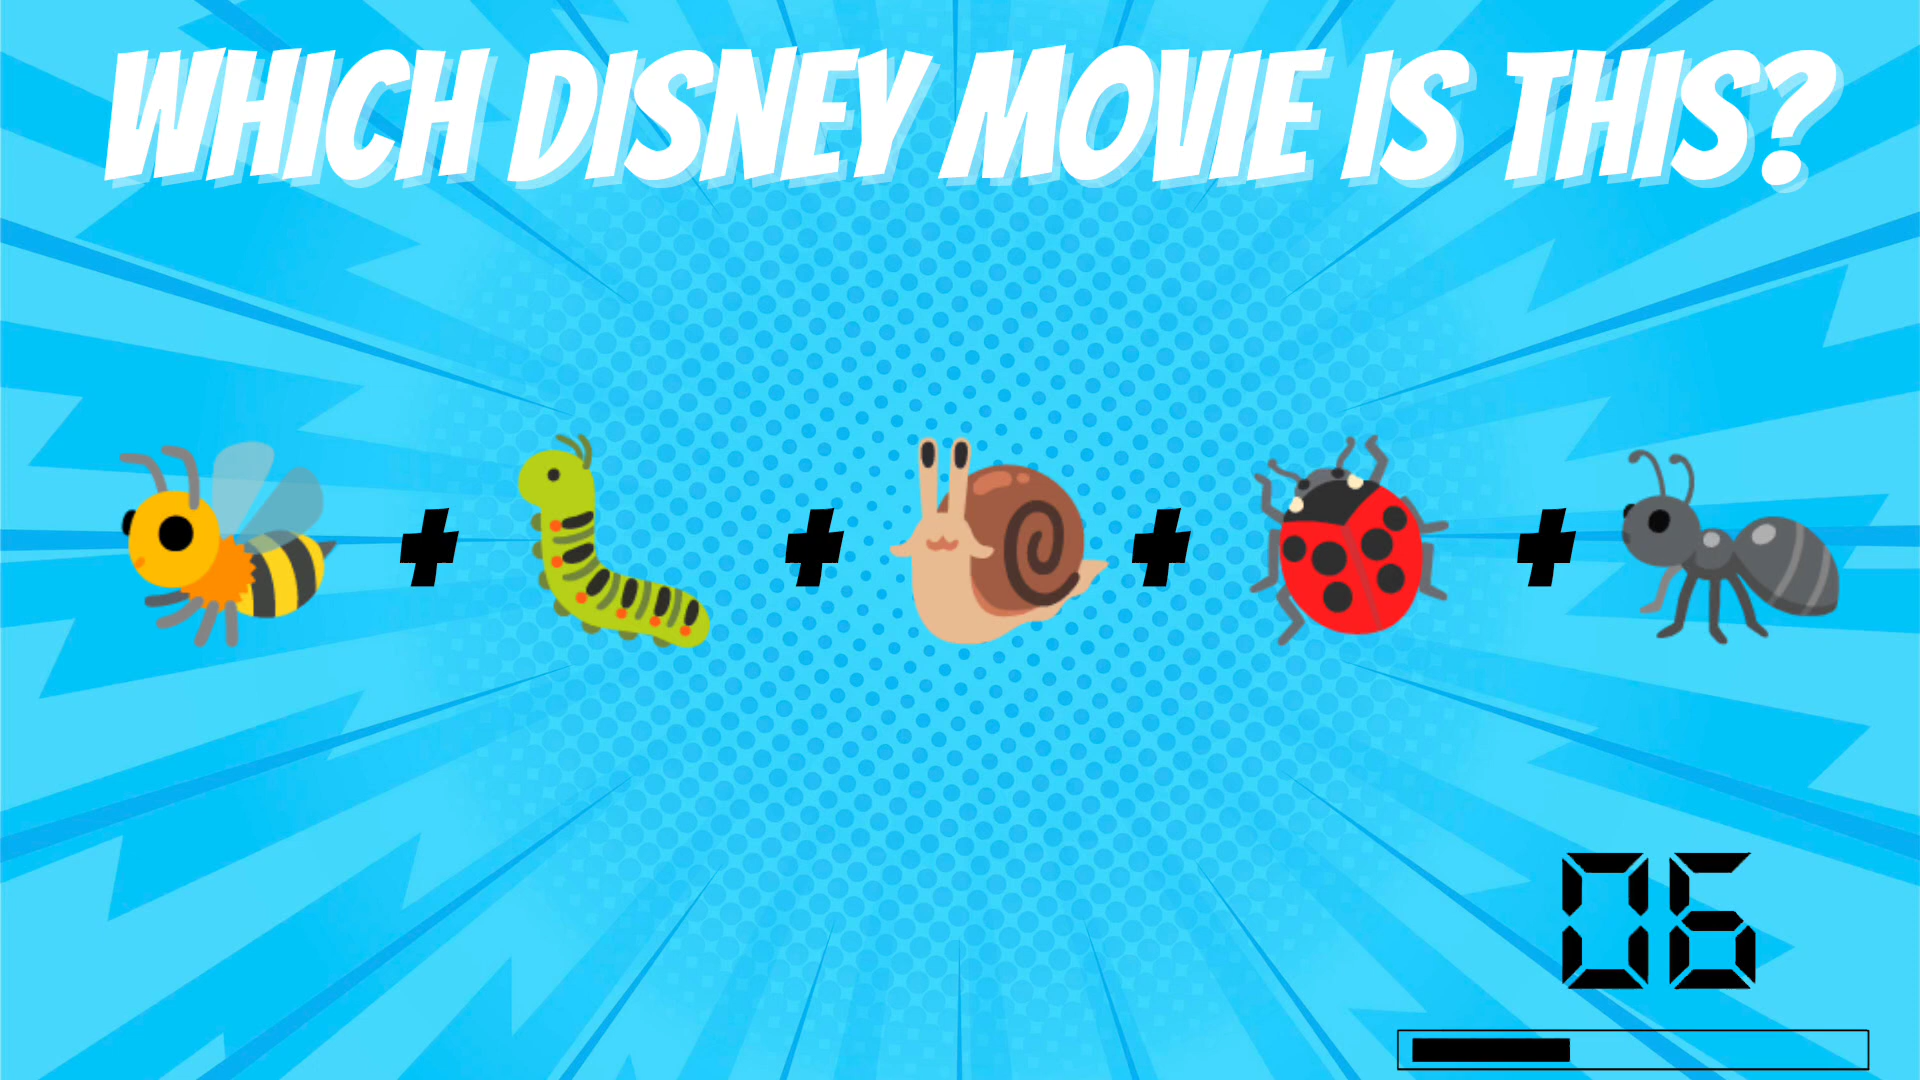 WHICH DISNEY MOVIE IS THIS?
+ + + +
06